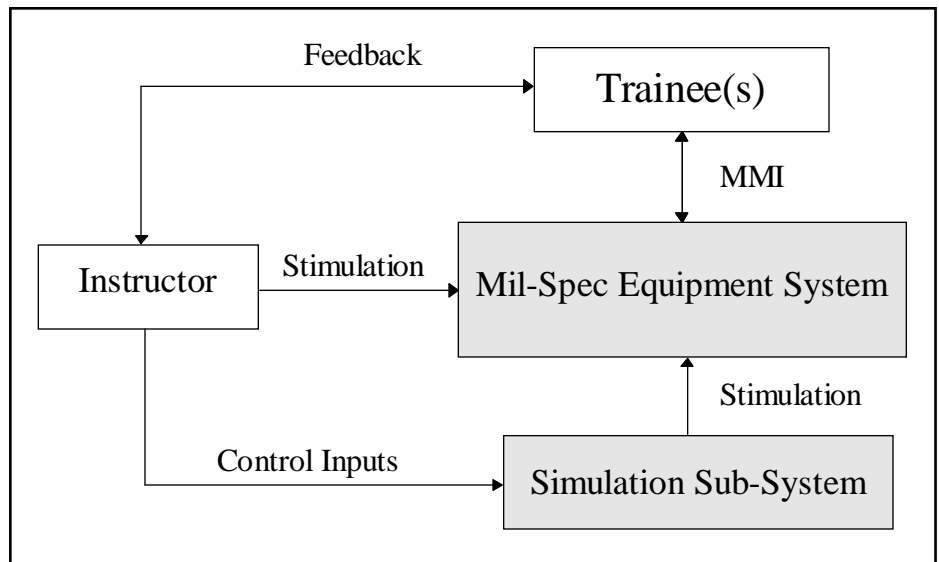 Feedback
Trainee(s)
MMI
Instructor
Stimulation
Mil-Spec Equipment System
Stimulation
Control Inputs
Simulation Sub-System